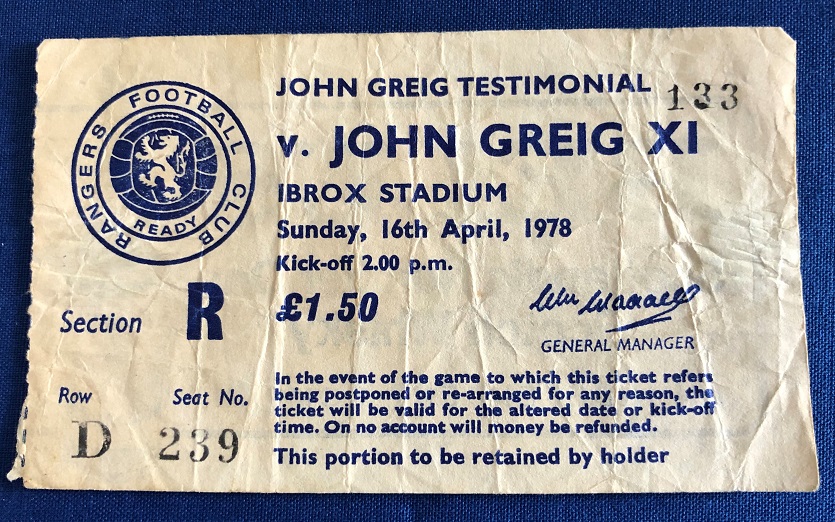 RANGERS FOOTBALL CLUB
READY
JOHN GREIG TESTIMONIAL 133
v. JOHN GREIG XI
IBROX STADIUM
Sunday, 16th April, 1978
Kick-off 2.00 p.m.
£1.50
GENERAL MANAGER
Section R
Row Seat No.
D 239
In the event of the game to which this ticket refers
being postponed or re-arranged for any reason, the
ticket will be valid for the altered date or kick-off
time. On no account will money be refunded.
This portion to be retained by holder